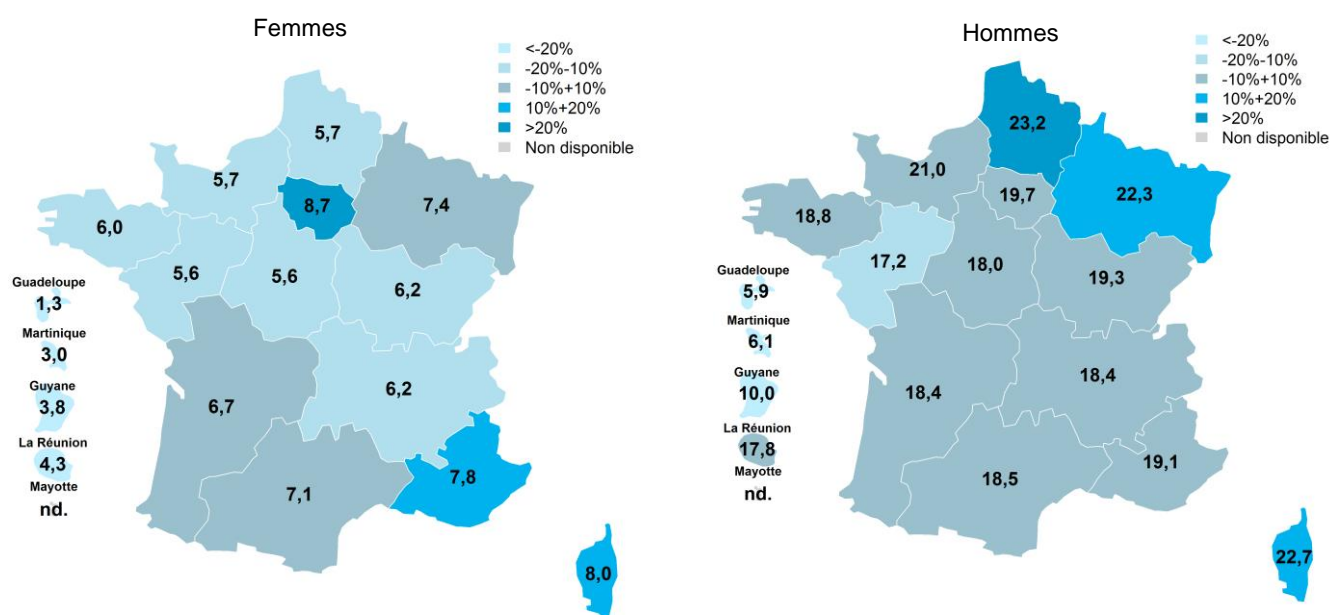 Femmes
<-20%
-20%-10%
-10%+10%
10%+20%
>20%
Non disponible
5,7
5,7
8,7
7,4
6,0
5,6
5,6
6,2
Guadeloupe
1,3
Martinique
3,0
Guyane
3,8
La Réunion
4,3
Mayotte
nd.
6,7
6,2
7,1
7,8
8,0
Hommes
<-20%
-20%-10%
-10%+10%
10%+20%
>20%
Non disponible
23,2
21,0
19,7
22,3
18,8
17,2
18,0
19,3
Guadeloupe
5,9
Martinique
6,1
Guyane
10,0
La Réunion
17,8
Mayotte
nd.
18,4
18,4
18,5
19,1
22,7